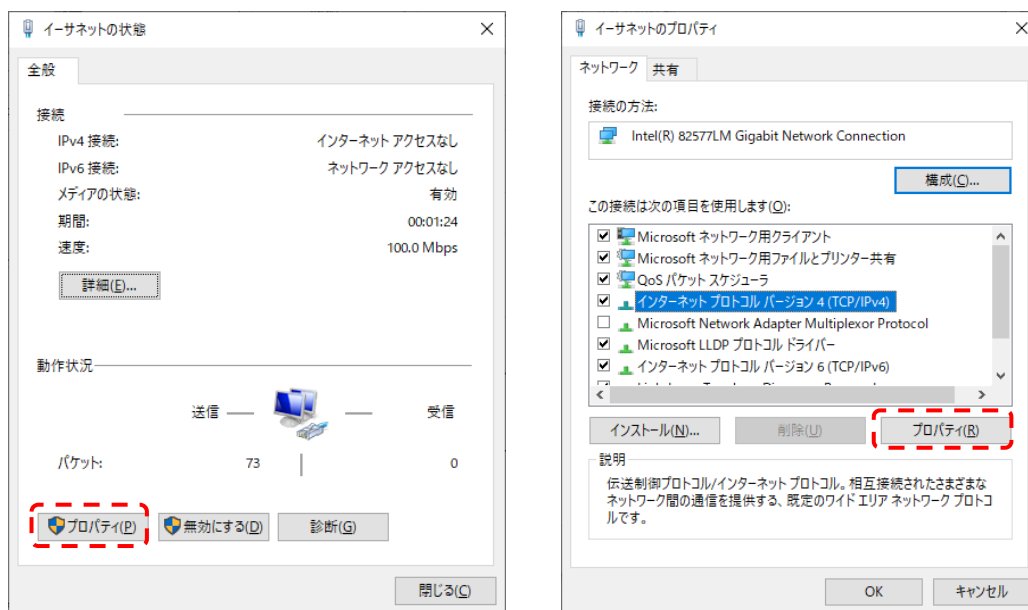 イーサネットの状態
全般
接続
IPv4 接続: インターネット アクセスなし
IPv6 接続: ネットワーク アクセスなし
メディアの状態: 有効
期間: 00:01:24
速度: 100.0 Mbps
詳細(E)...
動作状況
送信 受信
パケット: 73 0
プロパティ(P) 無効にする(D) 診断(G)
閉じる(C)
イーサネットのプロパティ
ネットワーク 共有
接続の方法:
Intel(R) 82577LM Gigabit Network Connection
構成(C)...
この接続は次の項目を使用します(O):
Microsoft ネットワーク用クライアント
Microsoft ネットワーク用ファイルとプリンター共有
QoS パケット スケジューラ
インターネット プロトコル バージョン 4 (TCP/IPv4)
Microsoft Network Adapter Multiplexor Protocol
Microsoft LLDP プロトコル ドライバー
インターネット プロトコル バージョン 6 (TCP/IPv6)
インストール(N)... 削除(U) プロパティ(R)
説明
伝送制御プロトコル/インターネット プロトコル。相互接続されたさまざまな
ネットワーク間の通信を提供する、既定のワイド エリア ネットワーク プロトコ
ルです。
OK キャンセル